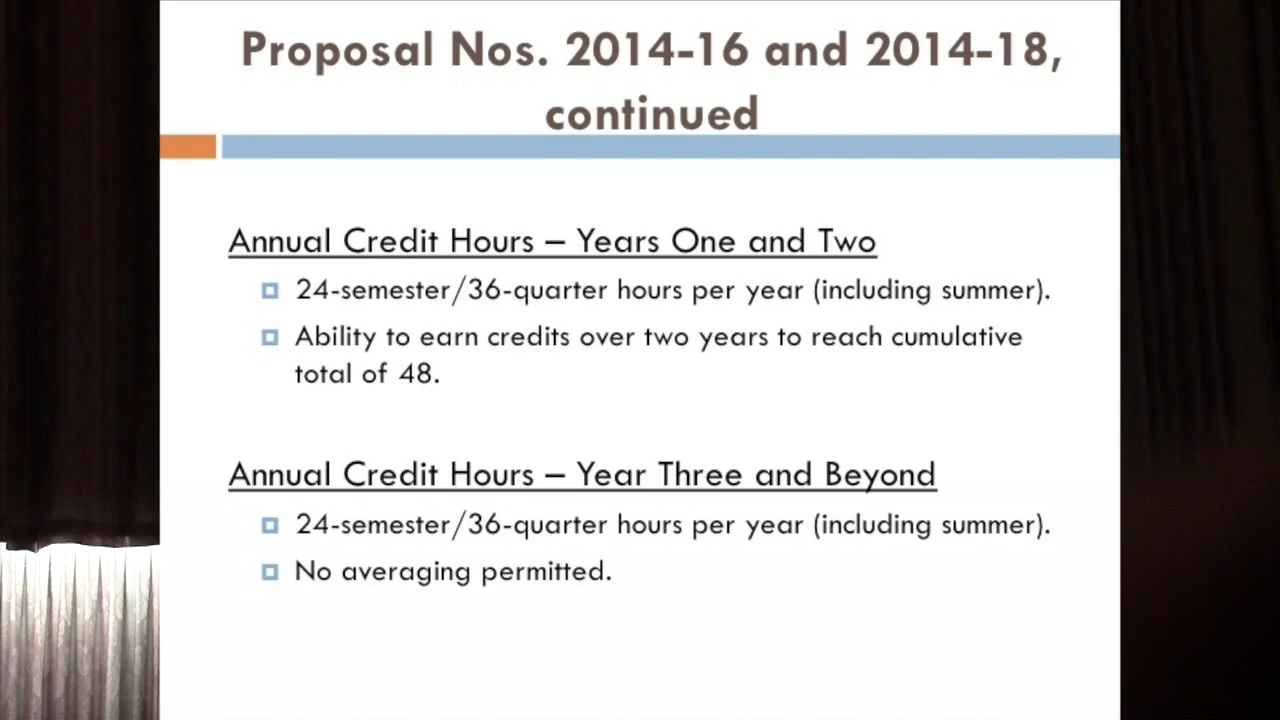 Proposal Nos. 2014-16 and 2014-18,
continued
Annual Credit Hours – Years One and Two
24-semester/36-quarter hours per year (including summer).
Ability to earn credits over two years to reach cumulative
total of 48.
Annual Credit Hours – Year Three and Beyond
24-semester/36-quarter hours per year (including summer).
No averaging permitted.